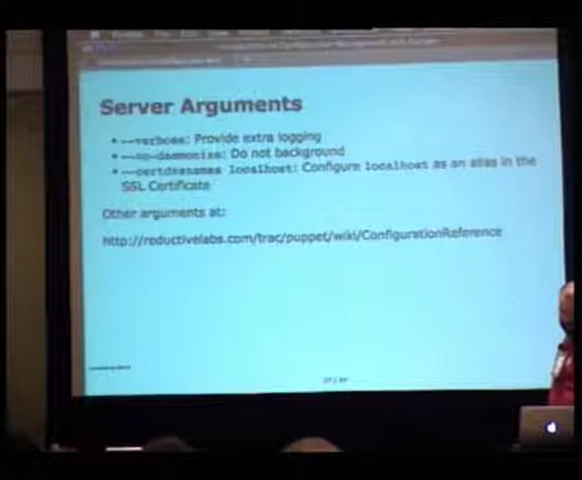 Server Arguments
• --verbose: Provide extra logging
• --no-daemonize: Do not background
• --certdnsnames localhost: Configure localhost as an alias in the
SSL Certificate
Other arguments at:
http://reductivelabs.com/trac/puppet/wiki/ConfigurationReference